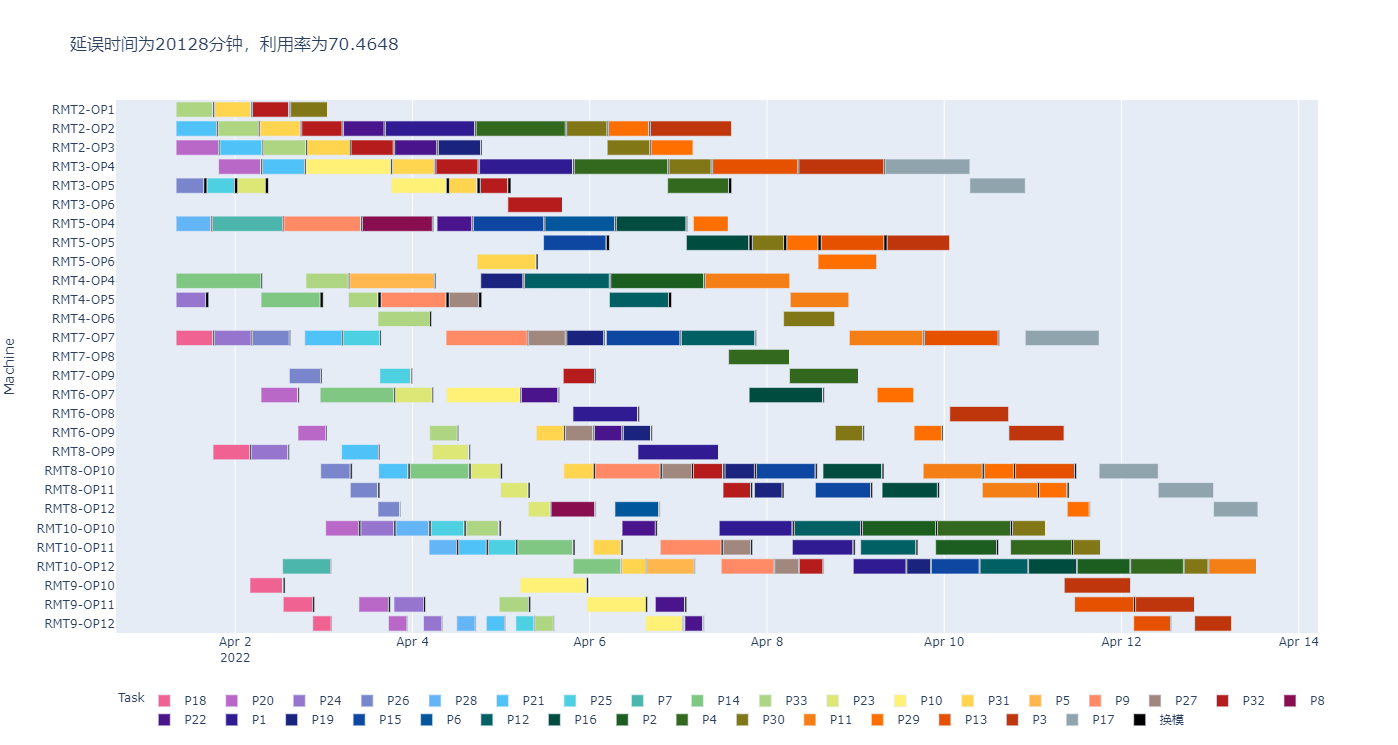 延误时间为20128分钟，利用率为70.4648
RMT2-OP1
RMT2-OP2
RMT2-OP3
RMT3-OP4
RMT3-OP5
RMT3-OP6
RMT5-OP4
RMT5-OP5
RMT5-OP6
RMT4-OP4
RMT4-OP5
RMT4-OP6
RMT7-OP7
RMT7-OP8
RMT7-OP9
RMT6-OP7
RMT6-OP8
RMT6-OP9
RMT8-OP9
RMT8-OP10
RMT8-OP11
RMT8-OP12
RMT10-OP10
RMT10-OP11
RMT10-OP12
RMT9-OP10
RMT9-OP11
RMT9-OP12
Machine
Apr 2 Apr 4 Apr 6 Apr 8 Apr 10 Apr 12 Apr 14
2022
Task P18 P20 P24 P26 P28 P21 P25 P7 P14 P33 P23 P10 P31 P5 P9 P27 P32 P8
P22 P1 P19 P15 P6 P12 P16 P2 P4 P30 P11 P29 P13 P3 P17 换模